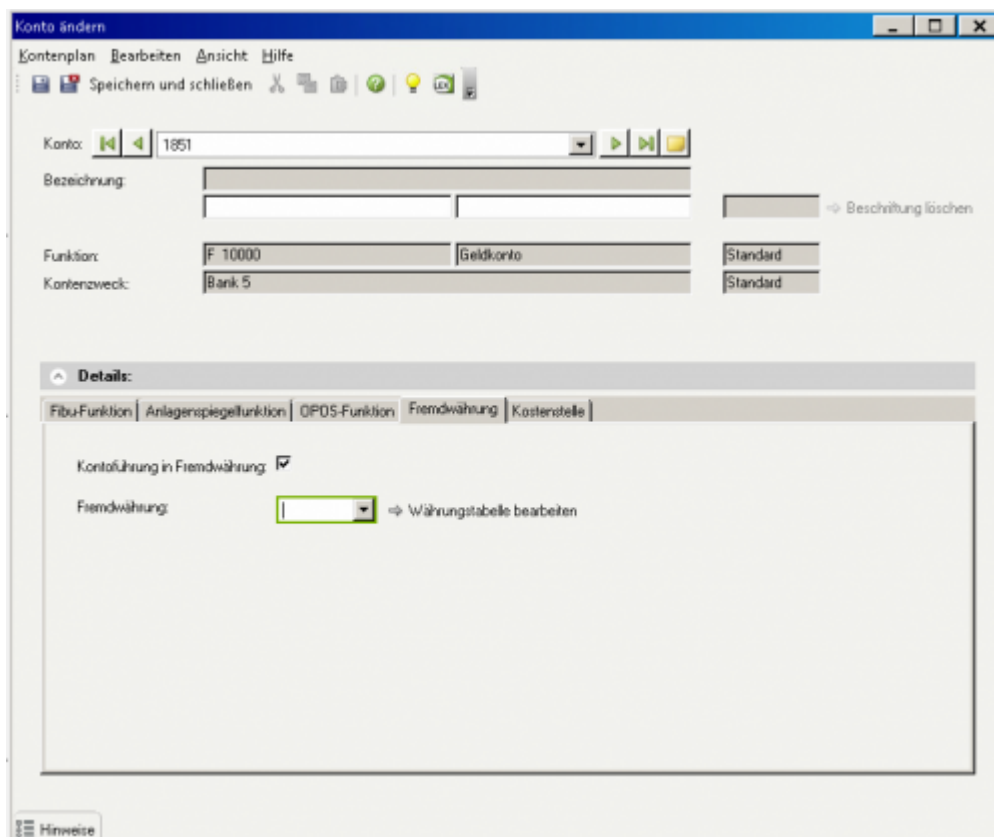 Konto ändern
Kontenplan Bearbeiten Ansicht Hilfe
Speichern und schließen
Konto: 1851
Bezeichnung:
Beschriftung löschen
Funktion: F 10000 Geldkonto Standard
Kontenzweck: Bank 5 Standard
Details:
Fibu-Funktion Anlagenspiegelfunktion OPOS-Funktion Fremdwährung Kostenstelle
Kontoführung in Fremdwährung:
Fremdwährung: Währungstabelle bearbeiten
Hinweise